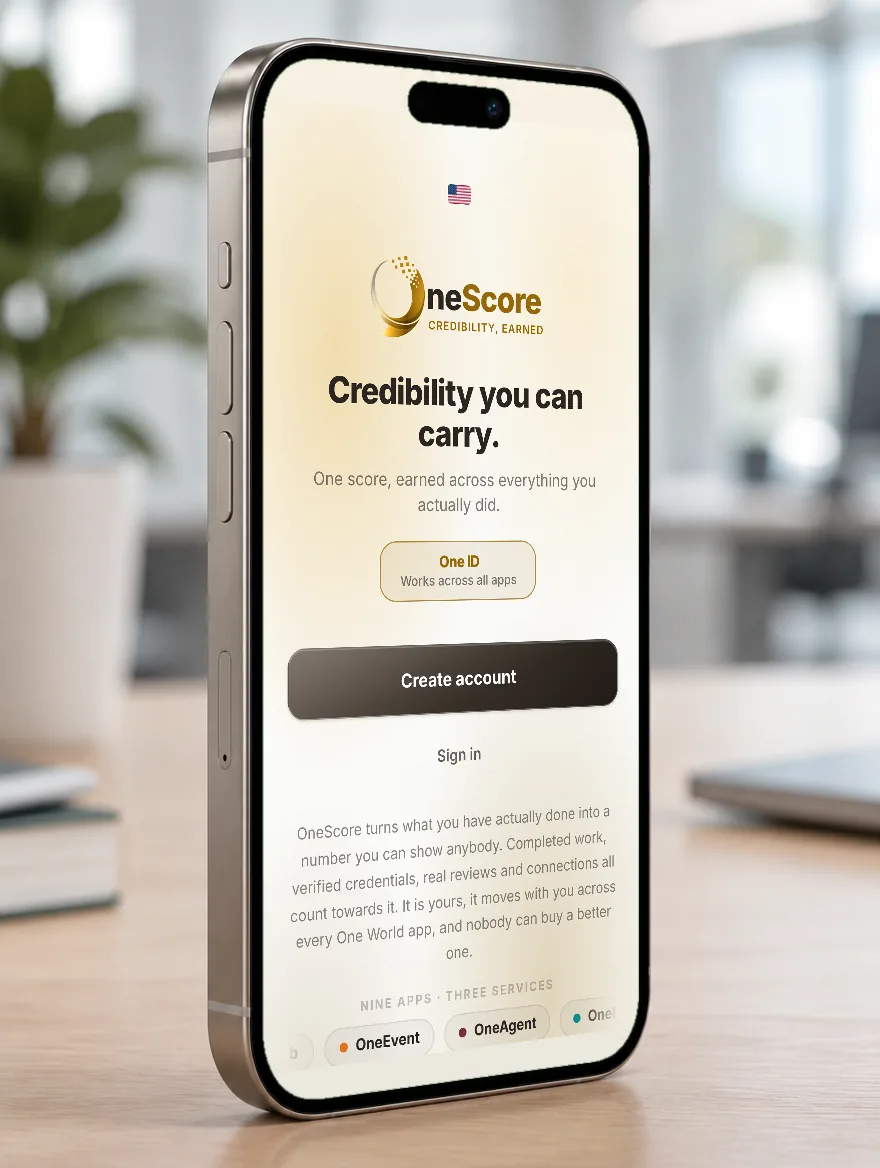 OneScore
CREDIBILITY, EARNED
Credibility you can
carry.
One score, earned across everything you
actually did.
One ID
Works across all apps
Create account
Sign in
OneScore turns what you have actually done into a
number you can show anybody. Completed work,
verified credentials, real reviews and connections all
count towards it. It is yours, it moves with you across
every One World app, and nobody can buy a better
one.
NINE APPS · THREE SERVICES
OneEvent
OneAgent